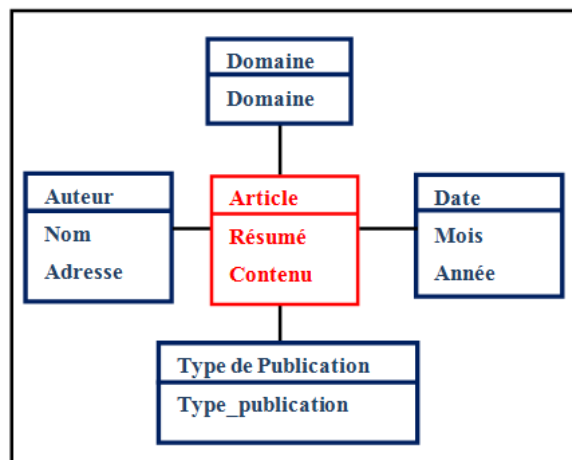 Domaine
Domaine
Auteur
Nom
Adresse
Article
Résumé
Contenu
Date
Mois
Année
Type de Publication
Type_publication